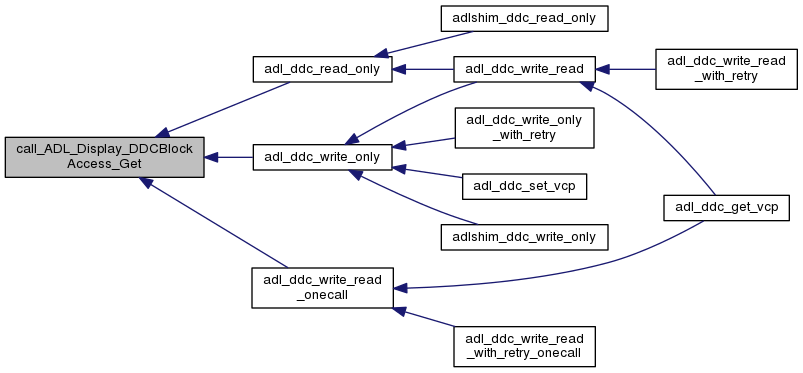 adlshim_ddc_read_only
adl_ddc_read_only
adl_ddc_write_read
adl_ddc_write_read
_with_retry
adl_ddc_write_only
_with_retry
call_ADL_Display_DDCBlock
Access_Get
adl_ddc_write_only
adl_ddc_set_vcp
adl_ddc_get_vcp
adlshim_ddc_write_only
adl_ddc_write_read
_onecall
adl_ddc_write_read
_with_retry_onecall